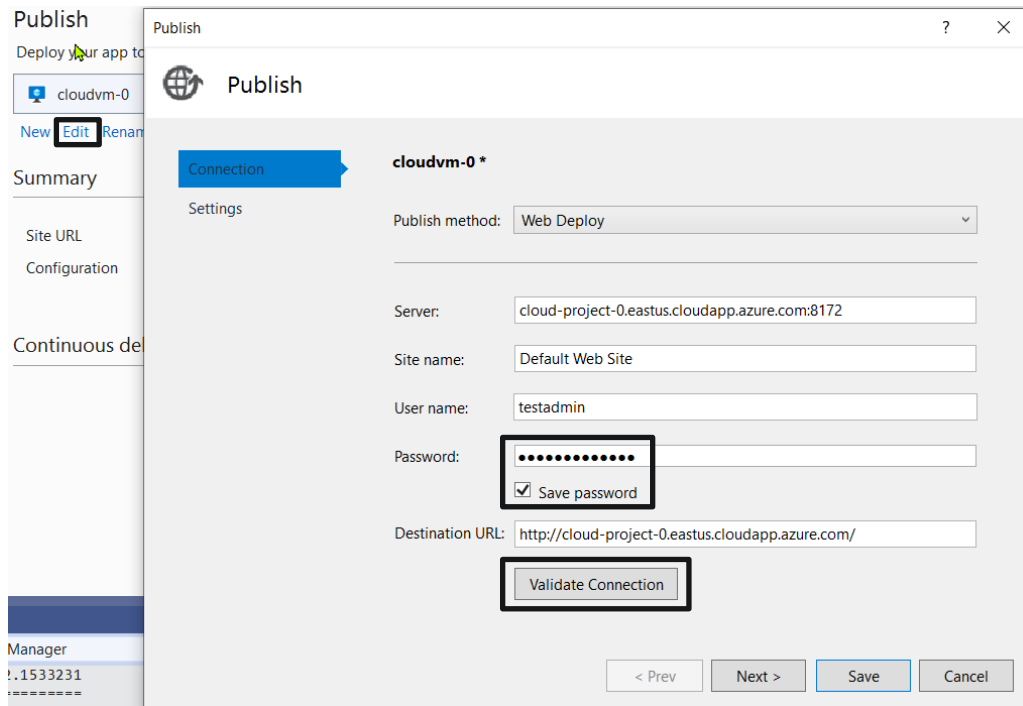 Publish
Deploy your app to
cloudvm-0
New Edit Renam
Summary
Site URL
Configuration
Continuous del
Manager
2.1533231
=========
Publish
?
Publish
Connection
Settings
cloudvm-0 *
Publish method: Web Deploy
Server: cloud-project-0.eastus.cloudapp.azure.com:8172
Site name: Default Web Site
User name: testadmin
Password: •••••••••••••
Save password
Destination URL: http://cloud-project-0.eastus.cloudapp.azure.com/
Validate Connection
< Prev Next > Save Cancel